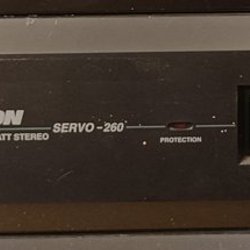 ON
ATT STEREO SERVO-260
PROTECTION